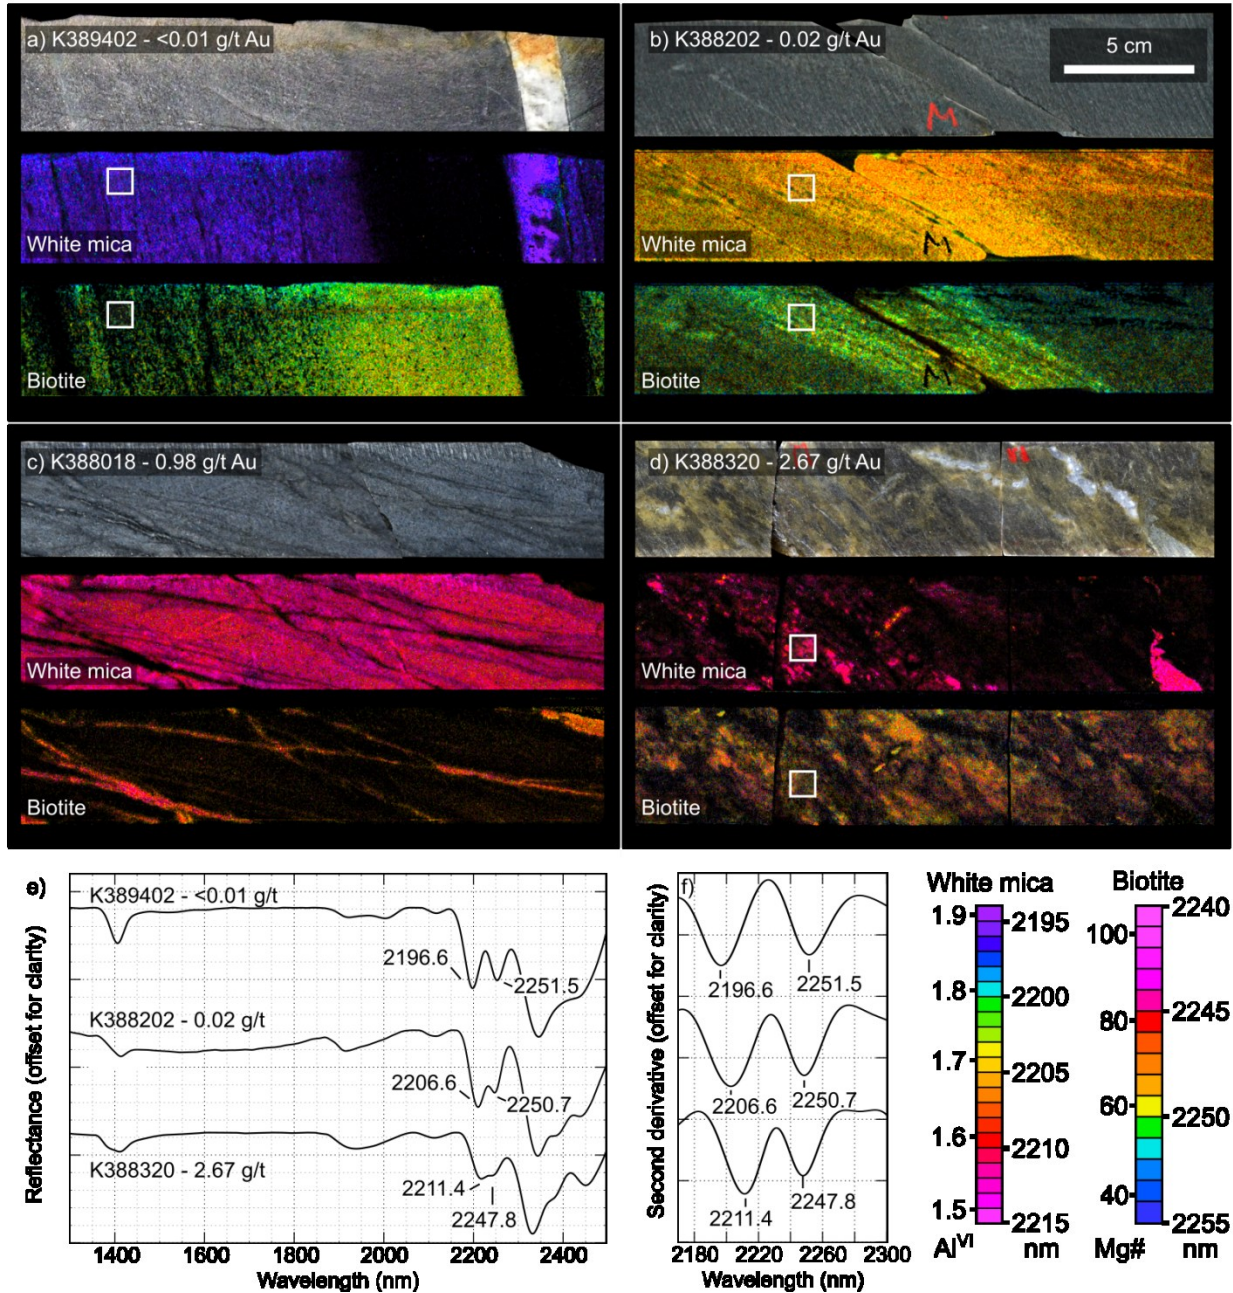 a) K389402 - <0.01 g/t Au
White mica
Biotite
b) K388202 - 0.02 g/t Au
5 cm
M
White mica
M
Biotite
M
c) K388018 - 0.98 g/t Au
White mica
Biotite
d) K388320 - 2.67 g/t Au
White mica
Biotite
e)
K389402 - <0.01 g/t
2196.6
2251.5
K388202 - 0.02 g/t
2206.6
2250.7
K388320 - 2.67 g/t
2211.4
2247.8
Reflectance (offset for clarity)
1400 1600 1800 2000 2200 2400
Wavelength (nm)
f)
2196.6
2251.5
2206.6
2250.7
2211.4
2247.8
Second derivative (offset for clarity)
2180 2220 2260 2300
Wavelength (nm)
White mica
1.9 2195
1.8 2200
1.7 2205
1.6 2210
1.5 2215
Al^VI nm
Biotite
2240
100
2245
80
60 2250
40
2255
Mg# nm